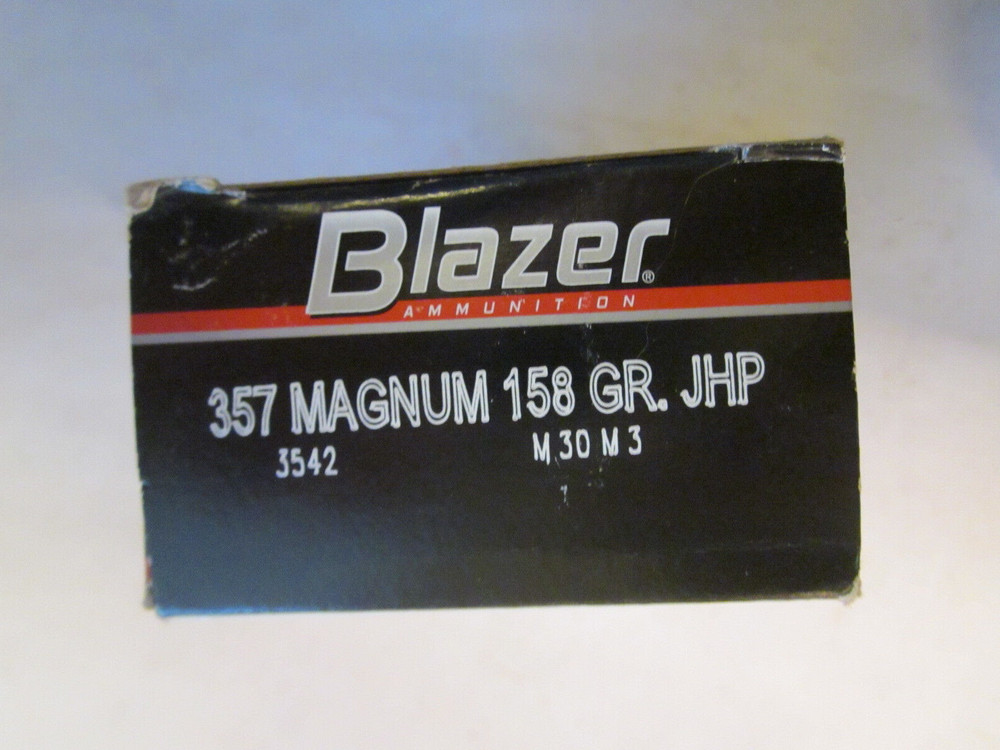 Blazer®
AMMUNITION
357 MAGNUM 158 GR. JHP
3542 M 30 M 3